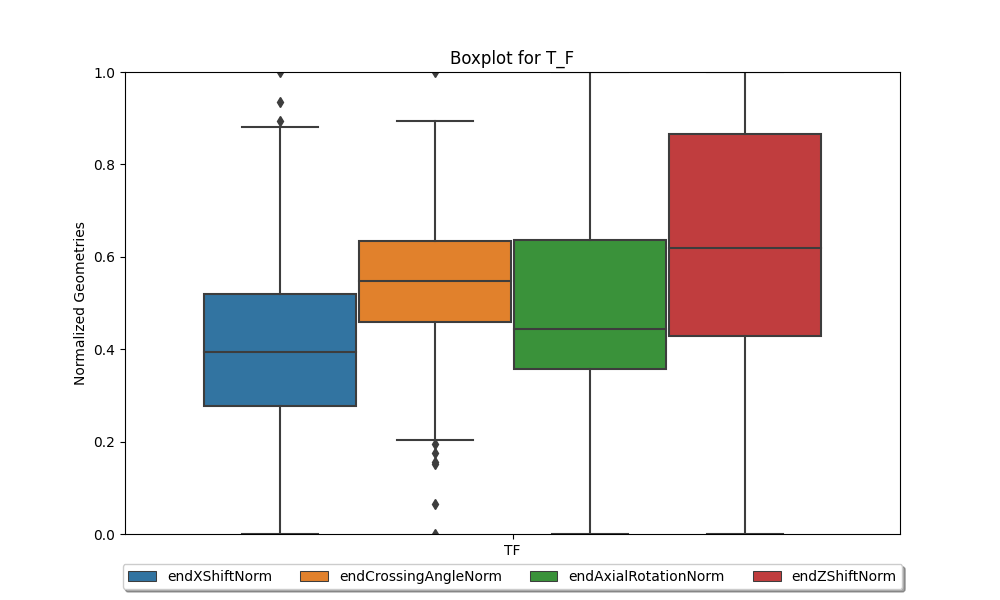 Boxplot for T_F
1.0
0.8
0.6
0.4
0.2
0.0
Normalized Geometries
TF
endXShiftNorm endCrossingAngleNorm endAxialRotationNorm endZShiftNorm